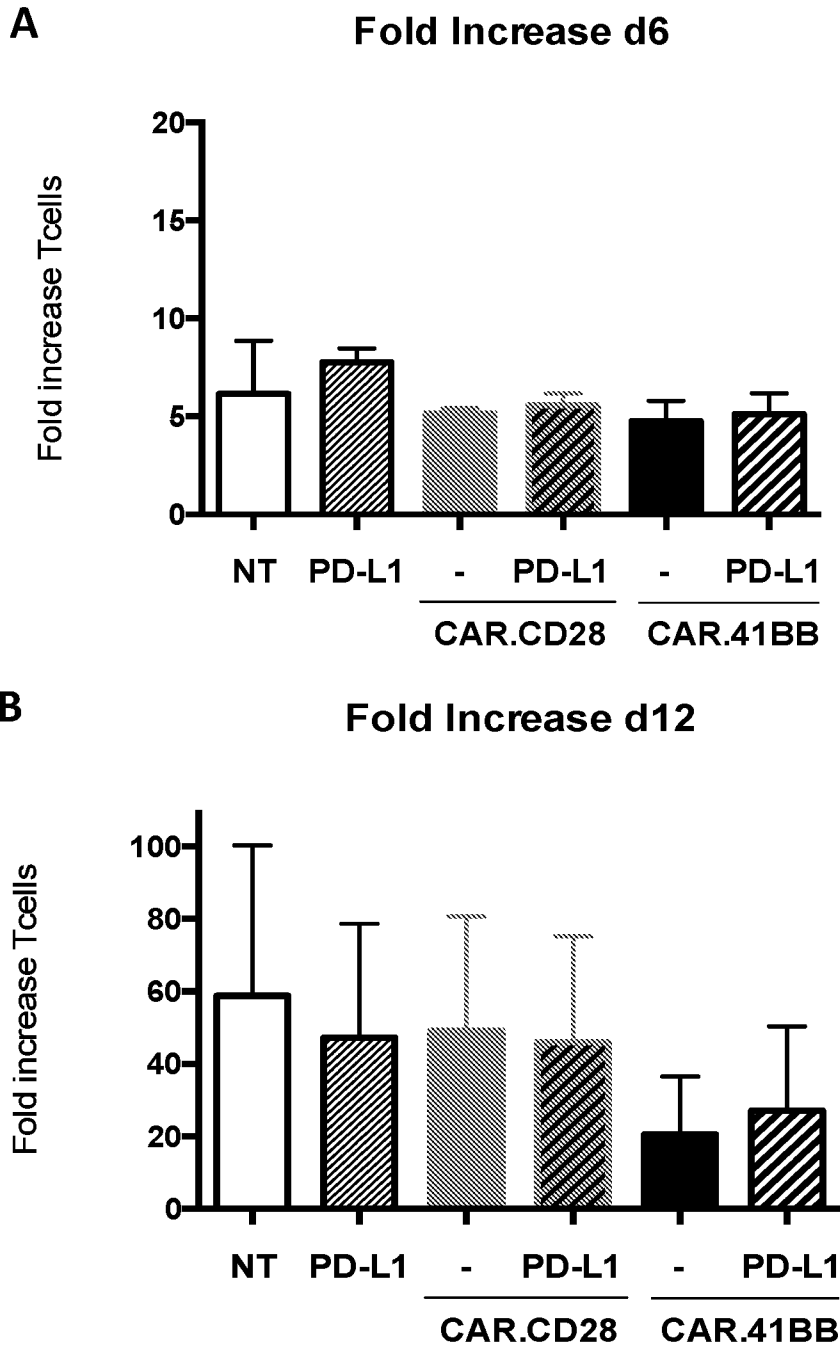 A
Fold Increase d6
Fold increase Tcells
20
15
10
5
0
NT PD-L1 - PD-L1 - PD-L1
CAR.CD28 CAR.41BB
B
Fold Increase d12
Fold increase Tcells
100
80
60
40
20
0
NT PD-L1 - PD-L1 - PD-L1
CAR.CD28 CAR.41BB